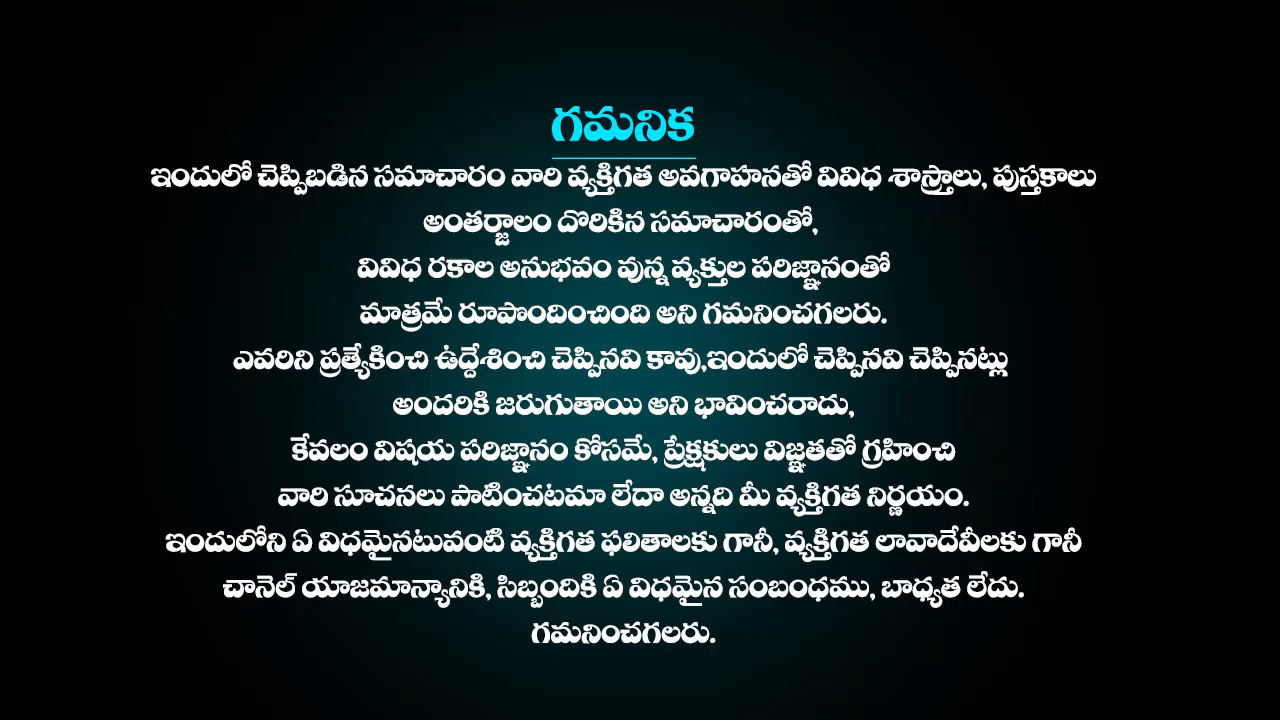 గమనిక
ఇందులో చెప్పిబడిన సమాచారం వారి వ్యక్తిగత అవగాహనతో వివిధ శాస్త్రాలు, పుస్తకాలు
అంతర్జాలం దొరికిన సమాచారంతో,
వివిధ రకాల అనుభవం వున్న వ్యక్తుల పరిజ్ఞానంతో
మాత్రమే రూపొందించింది అని గమనించగలరు.
ఎవరిని ప్రత్యేకించి ఉద్దేశించి చెప్పినవి కావు,ఇందులో చెప్పినవి చెప్పినట్లు
అందరికి జరుగుతాయి అని భావించరాదు,
కేవలం విషయ పరిజ్ఞానం కోసమే, ప్రేక్షకులు విజ్ఞతతో గ్రహించి
వారి సూచనలు పాటించటమా లేదా అన్నది మీ వ్యక్తిగత నిర్ణయం.
ఇందులోని ఏ విధమైనటువంటి వ్యక్తిగత ఫలితాలకు గానీ, వ్యక్తిగత లావాదేవీలకు గానీ
చానెల్ యాజమాన్యానికి, సిబ్బందికి ఏ విధమైన సంబంధము, బాధ్యత లేదు.
గమనించగలరు.